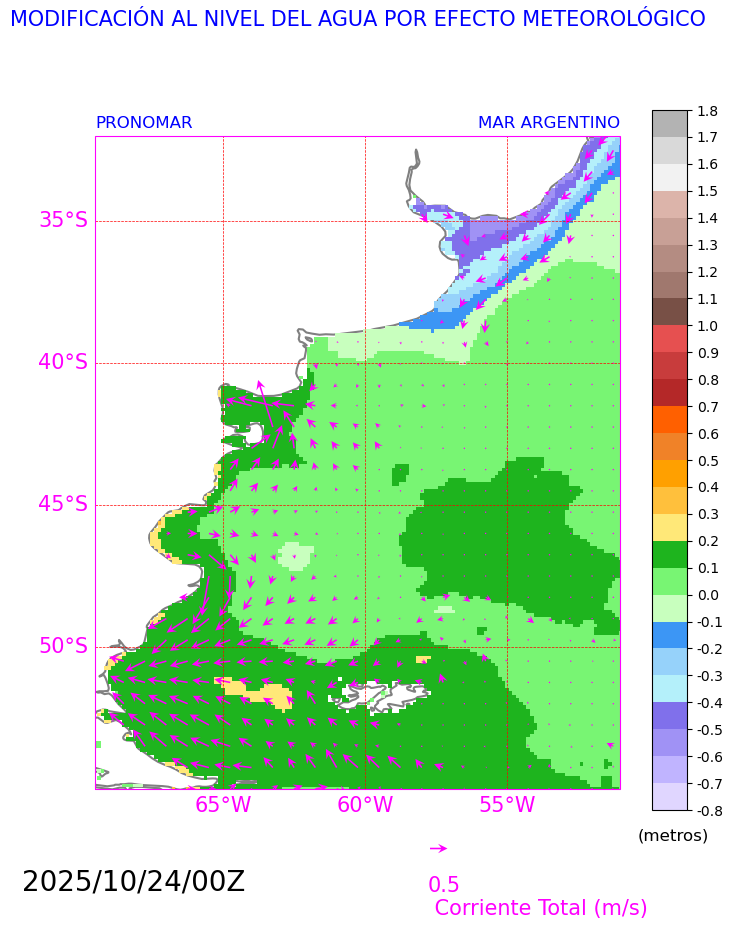 MODIFICACIÓN AL NIVEL DEL AGUA POR EFECTO METEOROLÓGICO
PRONOMAR
MAR ARGENTINO
35°S
40°S
45°S
50°S
65°W
60°W
55°W
1.8
1.7
1.6
1.5
1.4
1.3
1.2
1.1
1.0
0.9
0.8
0.7
0.6
0.5
0.4
0.3
0.2
0.1
0.0
-0.1
-0.2
-0.3
-0.4
-0.5
-0.6
-0.7
-0.8
(metros)
2025/10/24/00Z
0.5
Corriente Total (m/s)